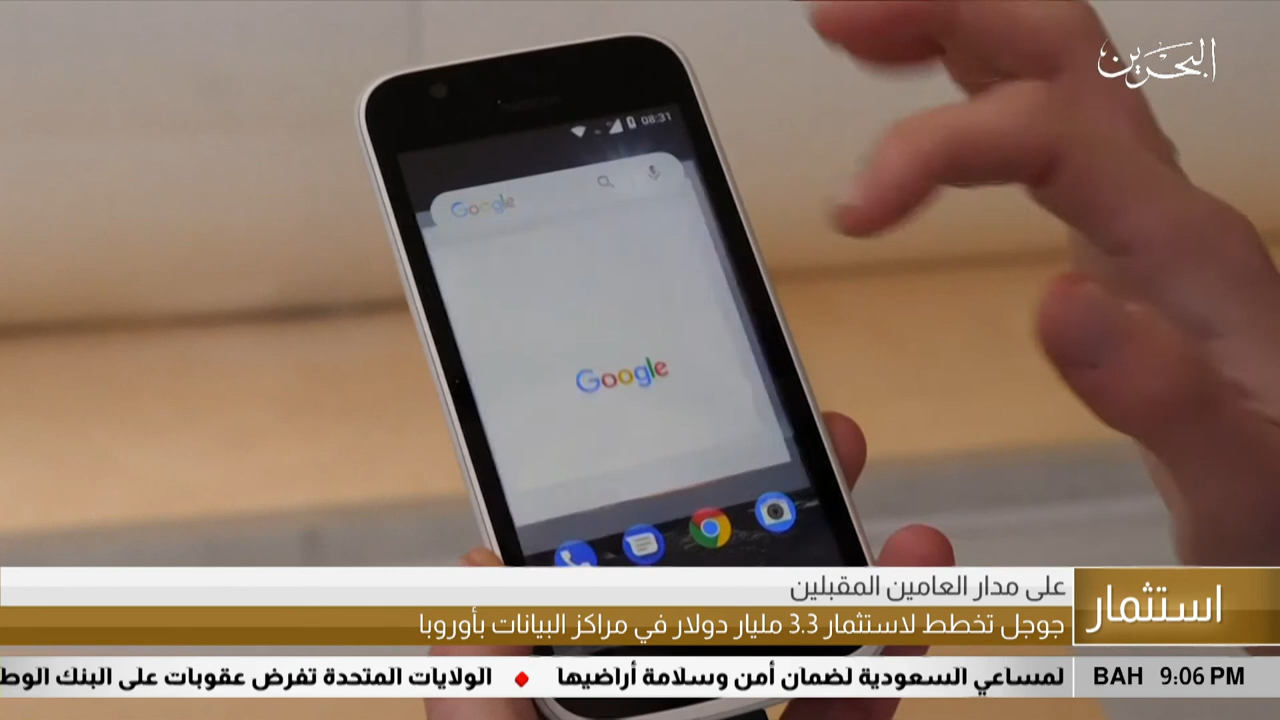 البحرين
08:31
Google
Google
على مدار العامين المقبلين
استثمار
جوجل تخطط لاستثمار 3.3 مليار دولار في مراكز البيانات بأوروبا
لمساعي السعودية لضمان أمن وسلامة أراضيها ♦ الولايات المتحدة تفرض عقوبات على البنك
BAH 9:06 PM